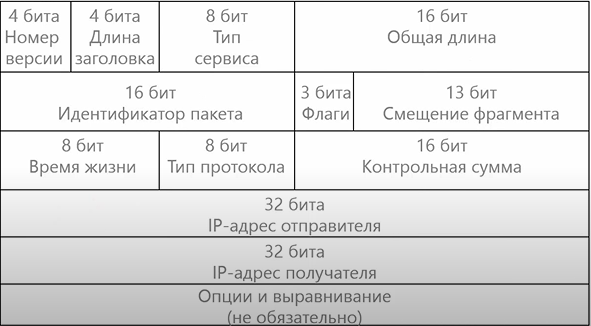 4 бита
Номер
версии
4 бита
Длина
заголовка
8 бит
Тип
сервиса
16 бит
Общая длина
16 бит
Идентификатор пакета
3 бита
Флаги
13 бит
Смещение фрагмента
8 бит
Время жизни
8 бит
Тип протокола
16 бит
Контрольная сумма
32 бита
IP-адрес отправителя
32 бита
IP-адрес получателя
Опции и выравнивание
(не обязательно)